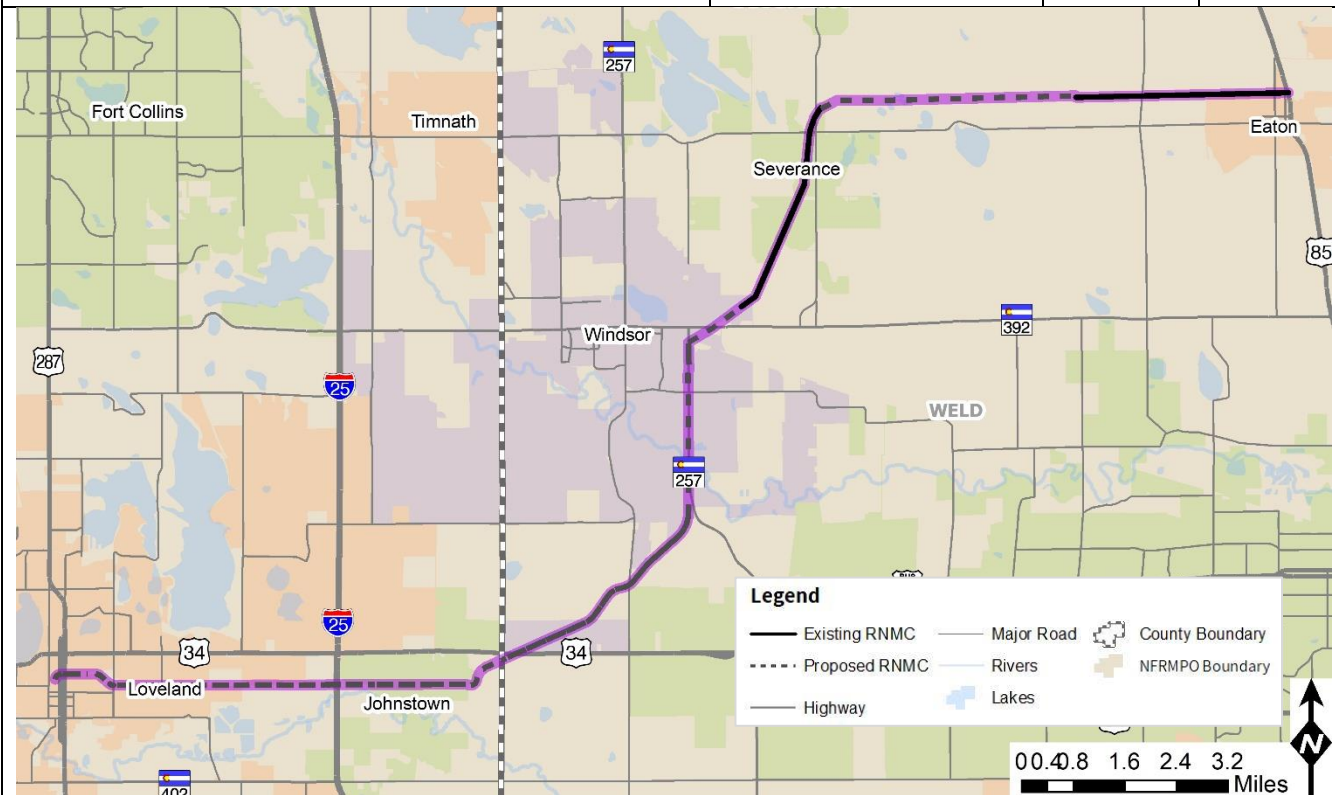 257
Fort Collins
Timnath
Eaton
Severance
85
392
Windsor
287
25
WELD
257
25
34
34
Loveland
Johnstown
Legend
Existing RNMC
Major Road
County Boundary
Proposed RNMC
Rivers
NFRMPO Boundary
Lakes
Highway
N
0 0.4 0.8 1.6 2.4 3.2
Miles